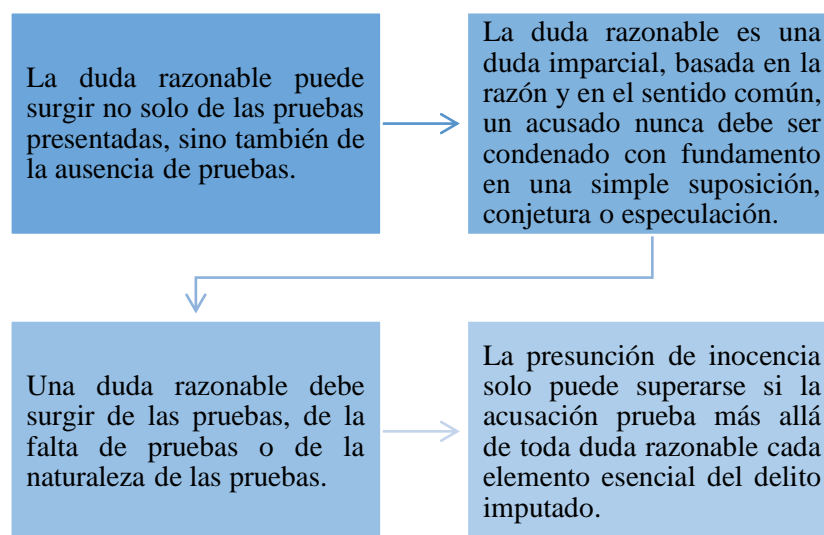 La duda razonable puede
surgir no solo de las pruebas
presentadas, sino también de
la ausencia de pruebas.
La duda razonable es una
duda imparcial, basada en la
razón y en el sentido común,
un acusado nunca debe ser
condenado con fundamento
en una simple suposición,
conjetura o especulación.
Una duda razonable debe
surgir de las pruebas, de la
falta de pruebas o de la
naturaleza de las pruebas.
La presunción de inocencia
solo puede superarse si la
acusación prueba más allá
de toda duda razonable cada
elemento esencial del delito
imputado.